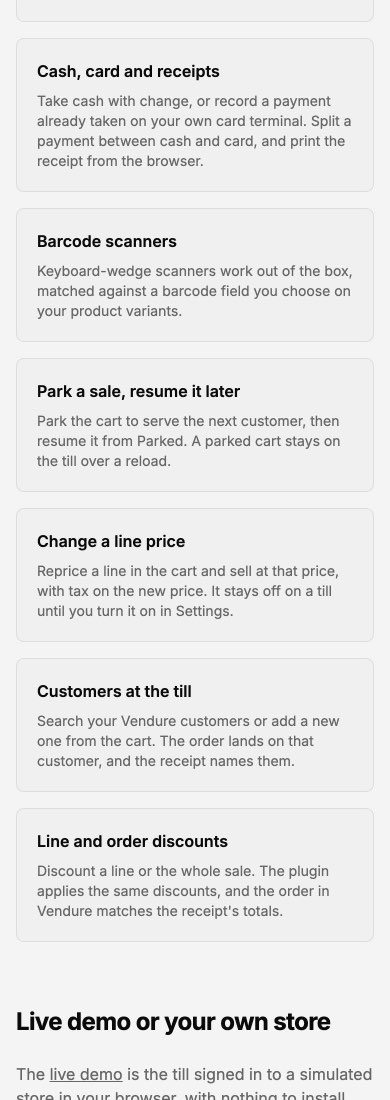 Cash, card and receipts
Take cash with change, or record a payment
already taken on your own card terminal. Split a
payment between cash and card, and print the
receipt from the browser.
Barcode scanners
Keyboard-wedge scanners work out of the box,
matched against a barcode field you choose on
your product variants.
Park a sale, resume it later
Park the cart to serve the next customer, then
resume it from Parked. A parked cart stays on
the till over a reload.
Change a line price
Reprice a line in the cart and sell at that price,
with tax on the new price. It stays off on a till
until you turn it on in Settings.
Customers at the till
Search your Vendure customers or add a new
one from the cart. The order lands on that
customer, and the receipt names them.
Line and order discounts
Discount a line or the whole sale. The plugin
applies the same discounts, and the order in
Vendure matches the receipt's totals.
Live demo or your own store
The live demo is the till signed in to a simulated
store in your browser, with nothing to install.